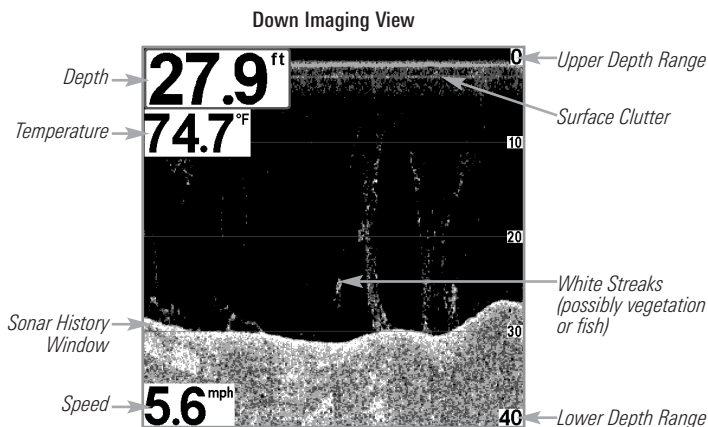 Down Imaging View
Depth
27.9 ft
Temperature
74.7 °F
0
Upper Depth Range
Surface Clutter
10
20
White Streaks
(possibly vegetation
or fish)
Sonar History
Window
30
Speed
5.6 mph
40
Lower Depth Range